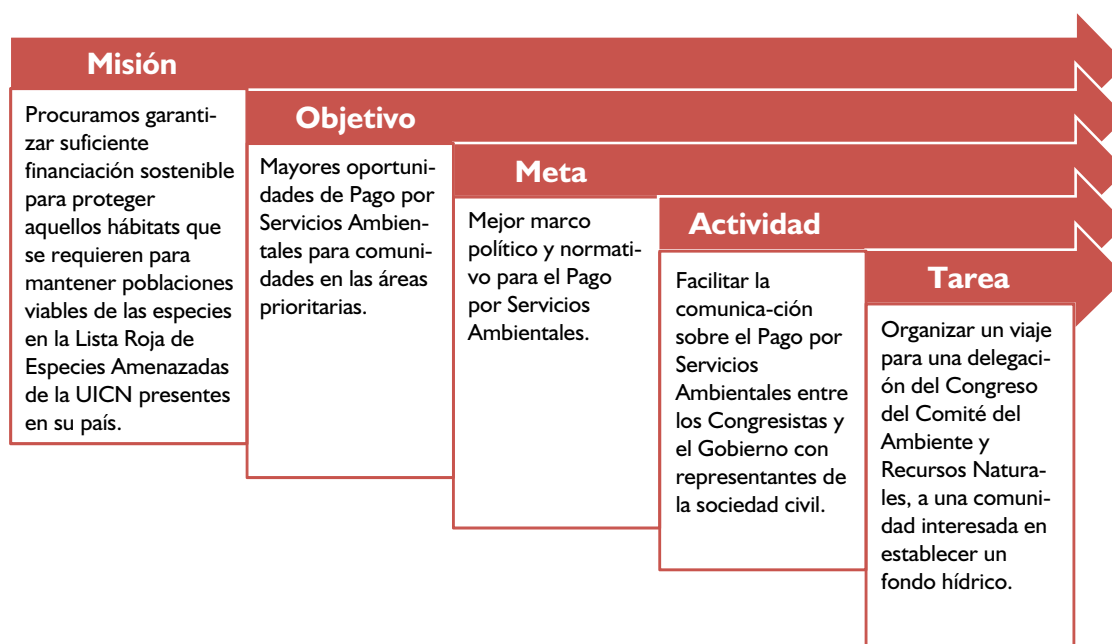 Misión
Procuramos garanti-
zar suficiente
financiación sostenible
para proteger
aquellos hábitats que
se requieren para
mantener poblaciones
viables de las especies
en la Lista Roja de
Especies Amenazadas
de la UICN presentes
en su país.
Objetivo
Mayores oportuni-
dades de Pago por
Servicios Ambien-
tales para comuni-
dades en las áreas
prioritarias.
Meta
Mejor marco
político y normati-
vo para el Pago
por Servicios
Ambientales.
Actividad
Facilitar la
comunica-ción
sobre el Pago por
Servicios
Ambientales entre
los Congresistas y
el Gobierno con
representantes de
la sociedad civil.
Tarea
Organizar un viaje
para una delegaci-
ón del Congreso
del Comité del
Ambiente y
Recursos Natura-
les, a una comuni-
dad interesada en
establecer un
fondo hídrico.